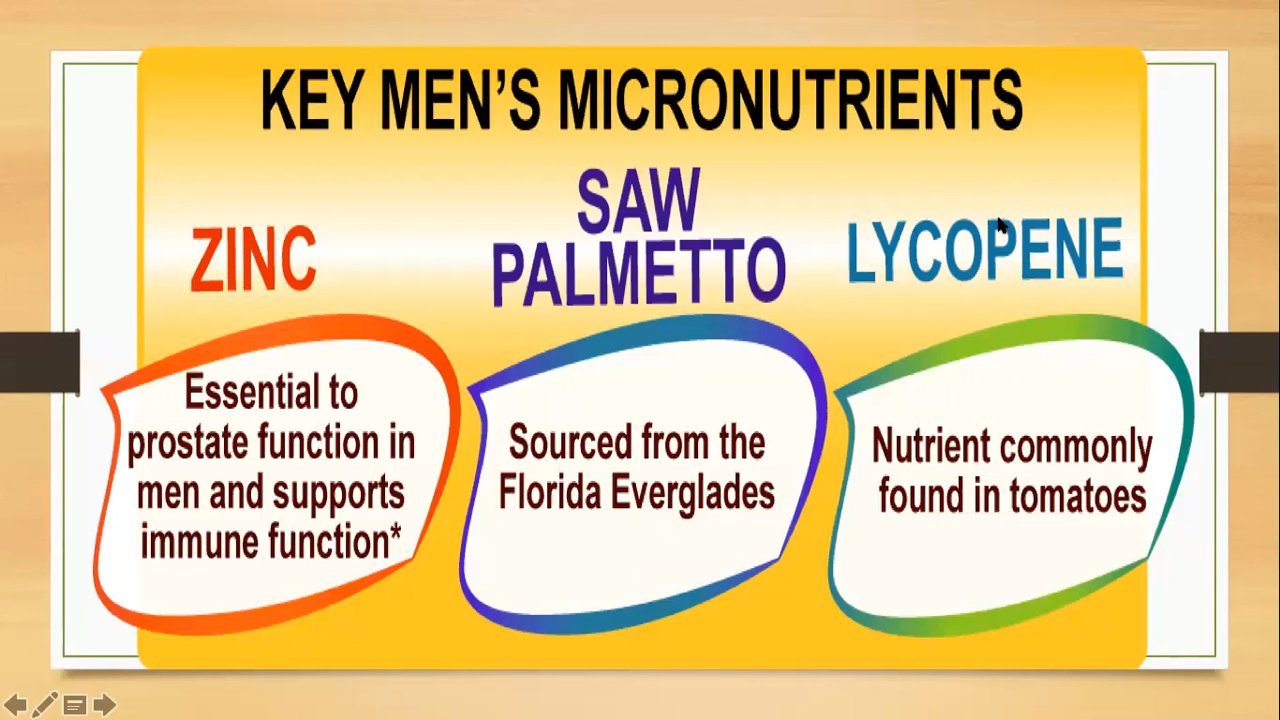 KEY MEN’S MICRONUTRIENTS
ZINC
Essential to
prostate function in
men and supports
immune function*
SAW
PALMETTO
Sourced from the
Florida Everglades
LYCOPENE
Nutrient commonly
found in tomatoes